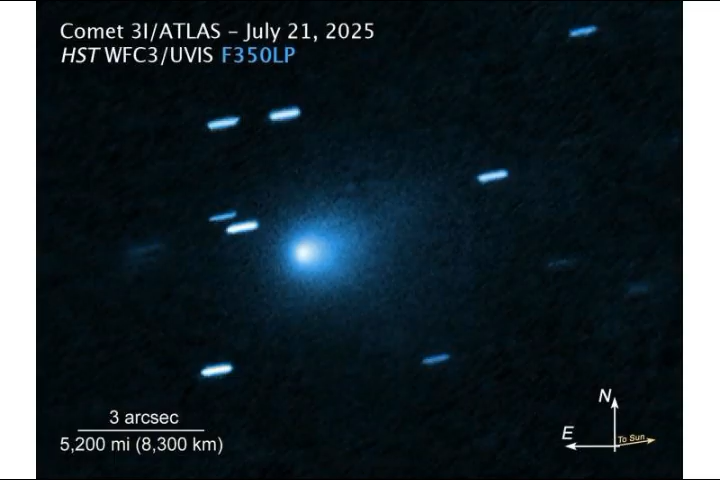 Comet 3I/ATLAS – July 21, 2025
HST WFC3/UVIS F350LP
3 arcsec
5,200 mi (8,300 km)
N
E
To Sun